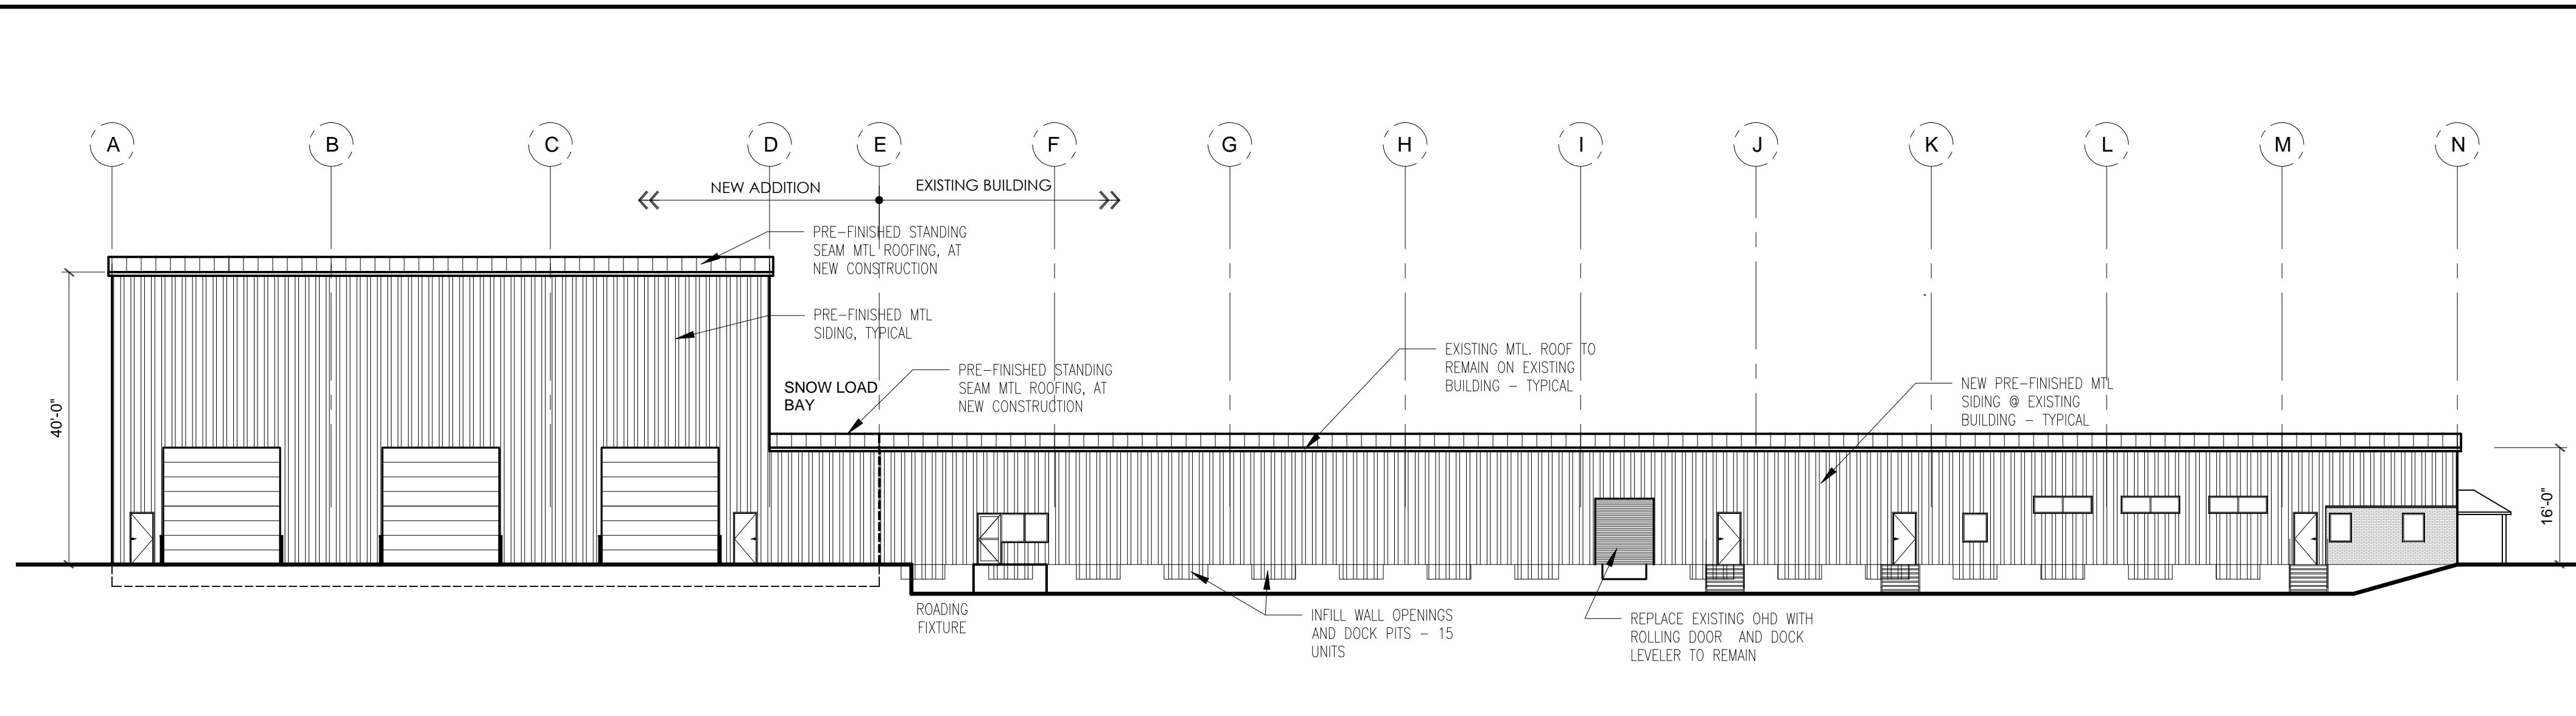 A B C D E F G H I J K L M N
NEW ADDITION
EXISTING BUILDING
PRE-FINISHED STANDING
SEAM MTL ROOFING, AT
NEW CONSTRUCTION
PRE-FINISHED MTL
SIDING, TYPICAL
SNOW LOAD
BAY
PRE-FINISHED STANDING
SEAM MTL ROOFING, AT
NEW CONSTRUCTION
EXISTING MTL. ROOF TO
REMAIN ON EXISTING
BUILDING - TYPICAL
NEW PRE-FINISHED MTL
SIDING @ EXISTING
BUILDING - TYPICAL
40'-0"
16'-0"
ROADING
FIXTURE
INFILL WALL OPENINGS
AND DOCK PITS - 15
UNITS
REPLACE EXISTING OHD WITH
ROLLING DOOR AND DOCK
LEVELER TO REMAIN